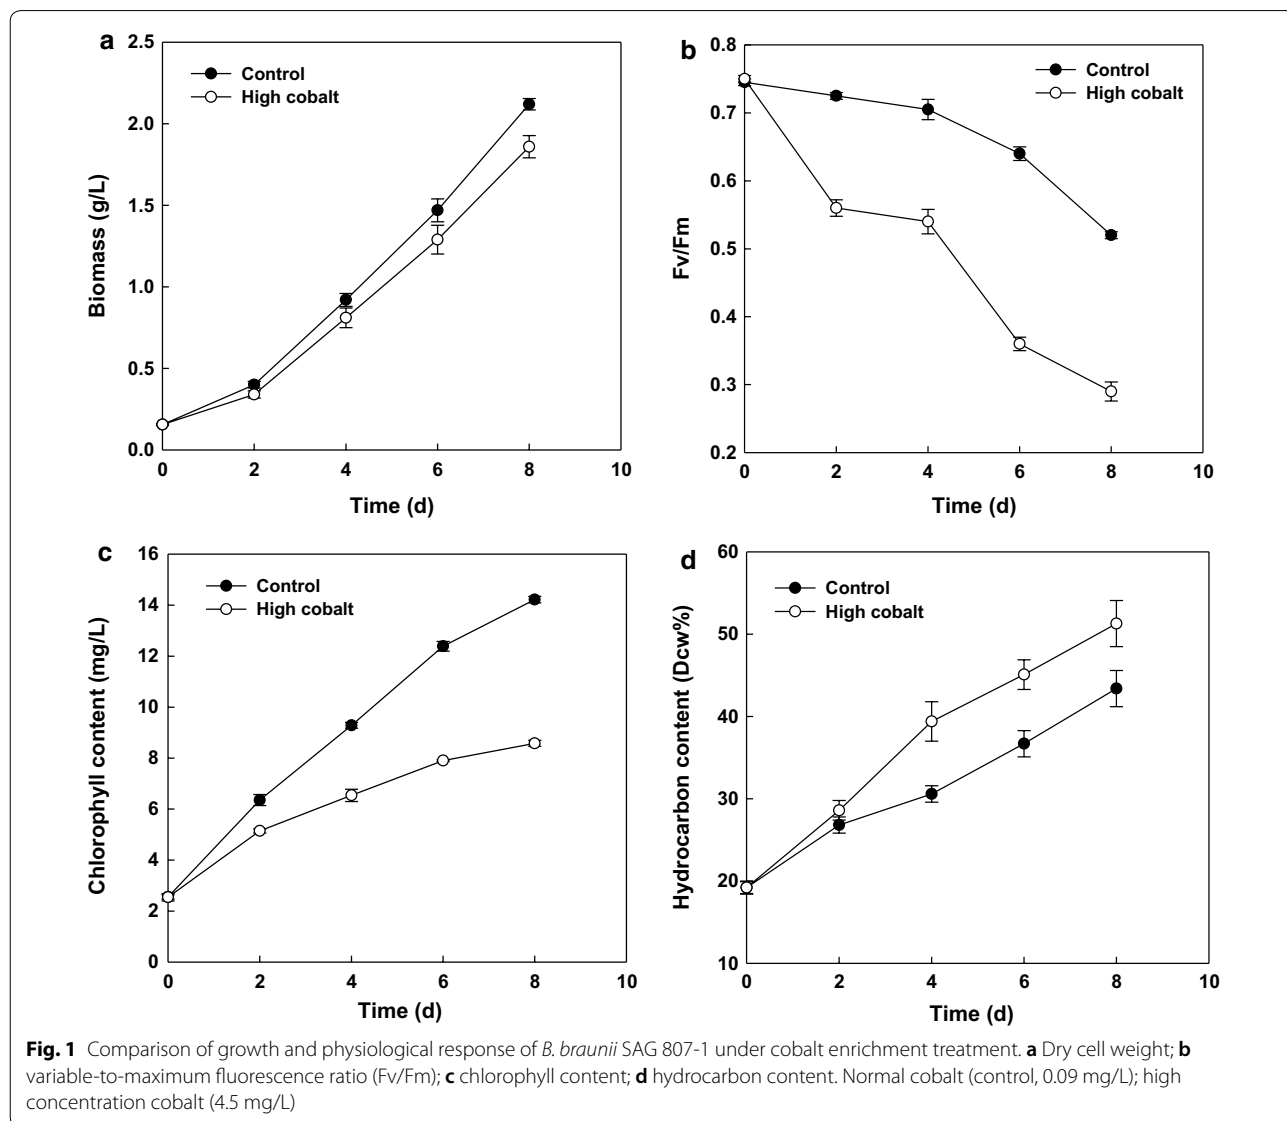 a
2.5
2.0
1.5
1.0
0.5
0.0
Biomass (g/L)
Control
High cobalt
0 2 4 6 8 10
Time (d)
b
0.8
0.7
0.6
0.5
0.4
0.3
0.2
Fv/Fm
Control
High cobalt
0 2 4 6 8 10
Time (d)
c
16
14
12
10
8
6
4
2
0
Chlorophyll content (mg/L)
Control
High cobalt
0 2 4 6 8 10
Time (d)
d
60
50
40
30
20
10
Hydrocarbon content (Dcw%)
Control
High cobalt
0 2 4 6 8 10
Time (d)
Fig. 1 Comparison of growth and physiological response of B. braunii SAG 807-1 under cobalt enrichment treatment. a Dry cell weight; b
variable-to-maximum fluorescence ratio (Fv/Fm); c chlorophyll content; d hydrocarbon content. Normal cobalt (control, 0.09 mg/L); high
concentration cobalt (4.5 mg/L)